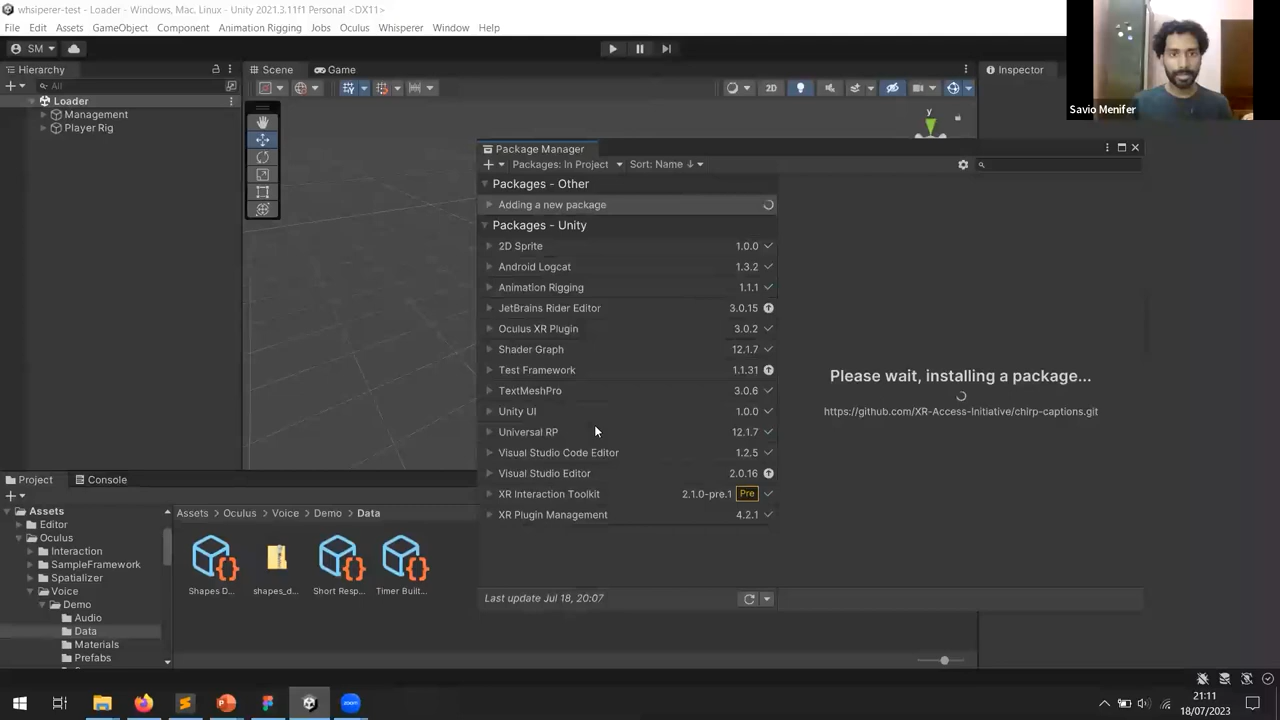 whsiperer-test - Loader - Windows, Mac, Linux - Unity 2021.3.11f1 Personal <DX11>
File Edit Assets GameObject Component Animation Rigging Jobs Oculus Whisperer Window Help
SM
Hierarchy
Scene
Game
Inspector
All
2D
Loader
Management
Player Rig
y
Savio Menifer
Package Manager
Packages: In Project
Sort: Name ↓
Packages - Other
Adding a new package
Packages - Unity
2D Sprite 1.0.0
Android Logcat 1.3.2
Animation Rigging 1.1.1
JetBrains Rider Editor 3.0.15
Oculus XR Plugin 3.0.2
Shader Graph 12.1.7
Test Framework 1.1.31
TextMeshPro 3.0.6
Unity UI 1.0.0
Universal RP 12.1.7
Visual Studio Code Editor 1.2.5
Visual Studio Editor 2.0.16
XR Interaction Toolkit 2.1.0-pre.1 Pre
XR Plugin Management 4.2.1
Last update Jul 18, 20:07
Please wait, installing a package...
https://github.com/XR-Access-Initiative/chirp-captions.git
Project
Console
Assets
Editor
Oculus
Interaction
SampleFramework
Spatializer
Voice
Demo
Audio
Data
Materials
Prefabs
Assets > Oculus > Voice > Demo > Data
Shapes D...
shapes_d...
Short Resp...
Timer Built...
21:11
18/07/2023